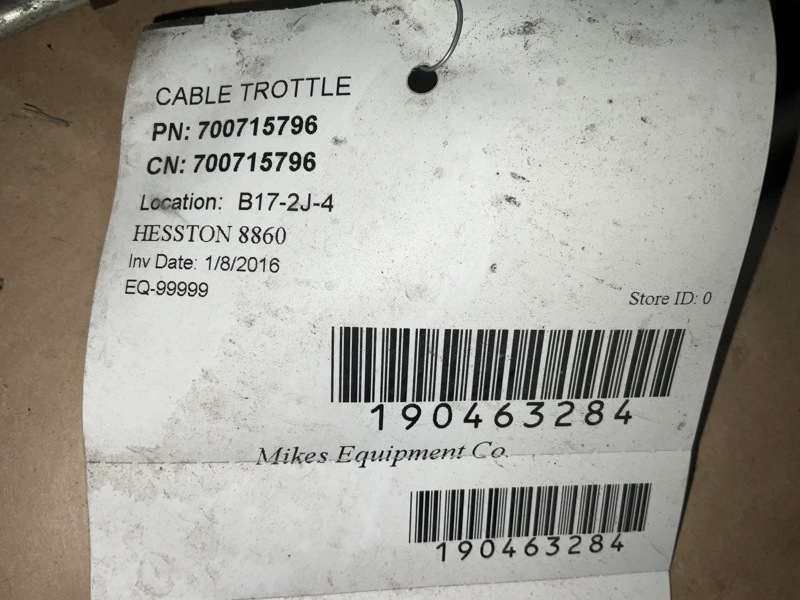 CABLE TROTTLE
PN: 700715796
CN: 700715796
Location: B17-2J-4
HESSTON 8860
Inv Date: 1/8/2016
EQ-99999
Store ID: 0
190463284
Mikes Equipment Co.
190463284